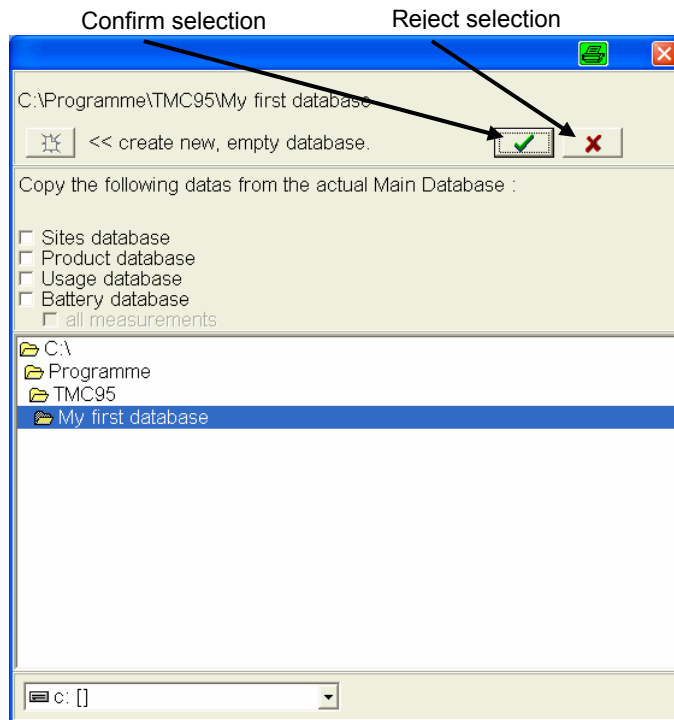 Confirm selection
Reject selection
C:\Programme\TMC95\My first database
<< create new, empty database.
Copy the following datas from the actual Main Database :
Sites database
Product database
Usage database
Battery database
all measurements
C:\
Programme
TMC95
My first database
c: []